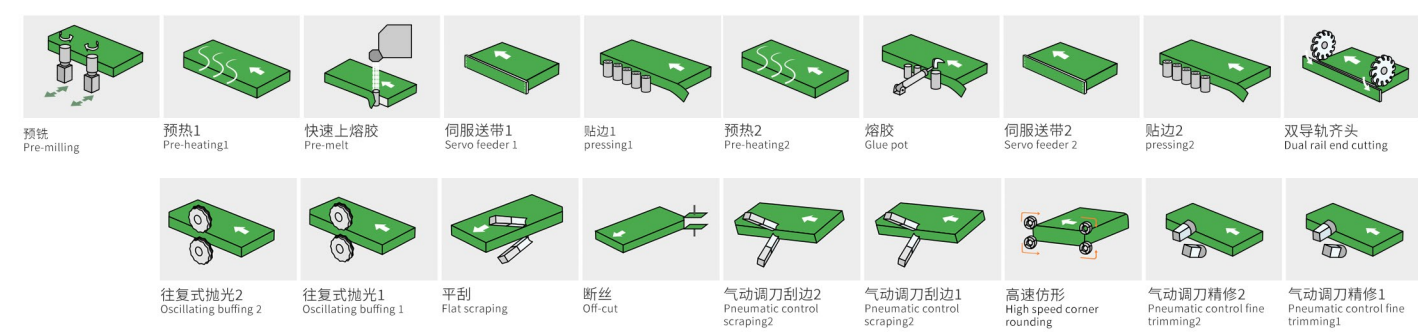 预铣
Pre-milling
预热1
Pre-heating1
快速上熔胶
Pre-melt
伺服送带1
Servo feeder 1
贴边1
pressing1
预热2
Pre-heating2
熔胶
Glue pot
伺服送带2
Servo feeder 2
贴边2
pressing2
双导轨齐头
Dual rail end cutting
往复式抛光2
Oscillating buffing 2
往复式抛光1
Oscillating buffing 1
平刮
Flat scraping
断丝
Off-cut
气动调刀刮边2
Pneumatic control
scraping2
气动调刀刮边1
Pneumatic control
scraping2
高速仿形
High speed corner
rounding
气动调刀精修2
Pneumatic control fine
trimming2
气动调刀精修1
Pneumatic control fine
trimming1